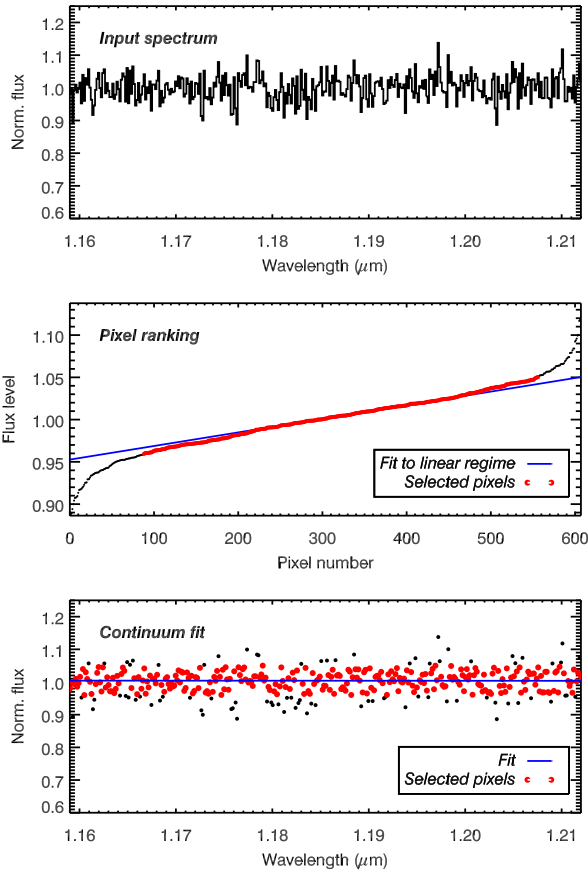 Input spectrum
Norm. flux
1.2
1.1
1.0
0.9
0.8
0.7
0.6
1.16 1.17 1.18 1.19 1.20 1.21
Wavelength (μm)
Pixel ranking
Flux level
1.10
1.05
1.00
0.95
0.90
Fit to linear regime
Selected pixels
0 100 200 300 400 500 600
Pixel number
Continuum fit
Norm. flux
1.2
1.1
1.0
0.9
0.8
0.7
0.6
Fit
Selected pixels
1.16 1.17 1.18 1.19 1.20 1.21
Wavelength (μm)